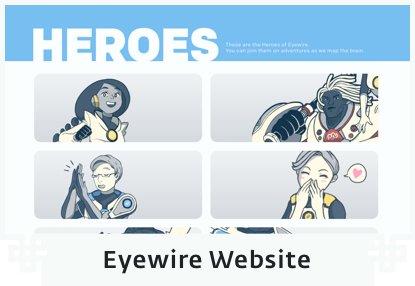 HEROES
These are the Heroes of Eyewire.
You can join them on adventures as we map the brain.
Eyewire Website